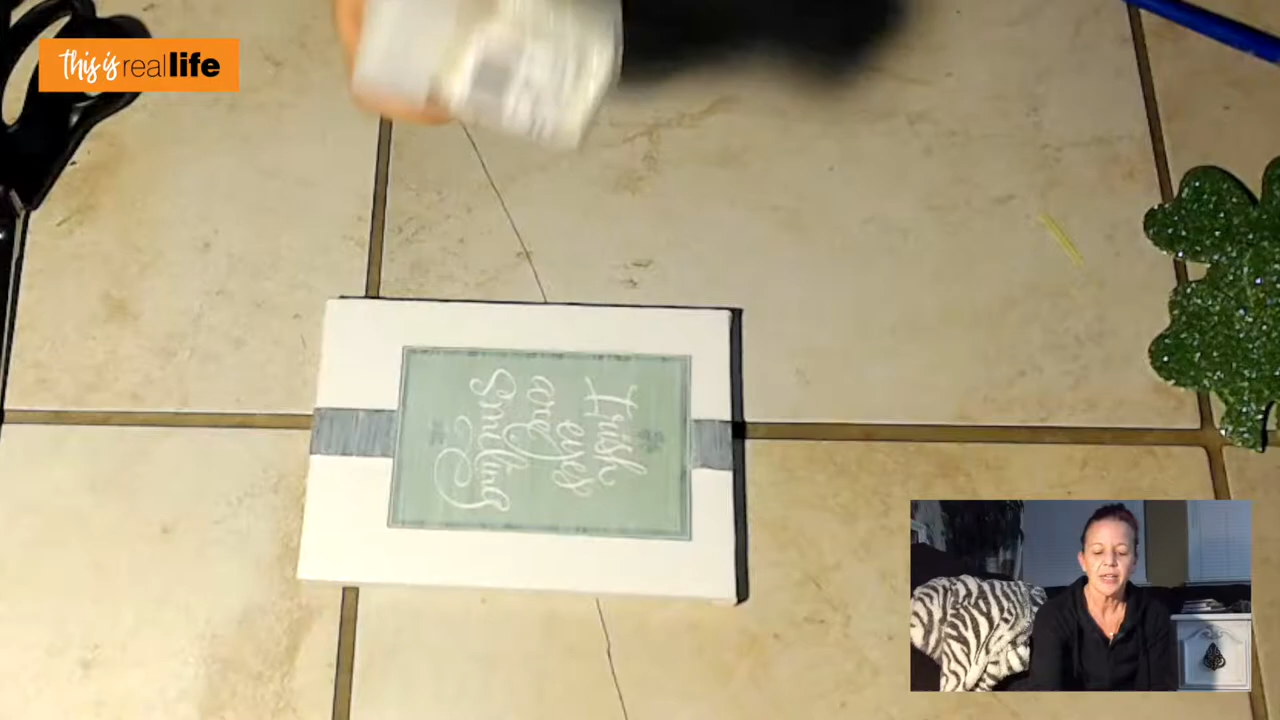 This is real life
Irish
eyes
are
Smiling